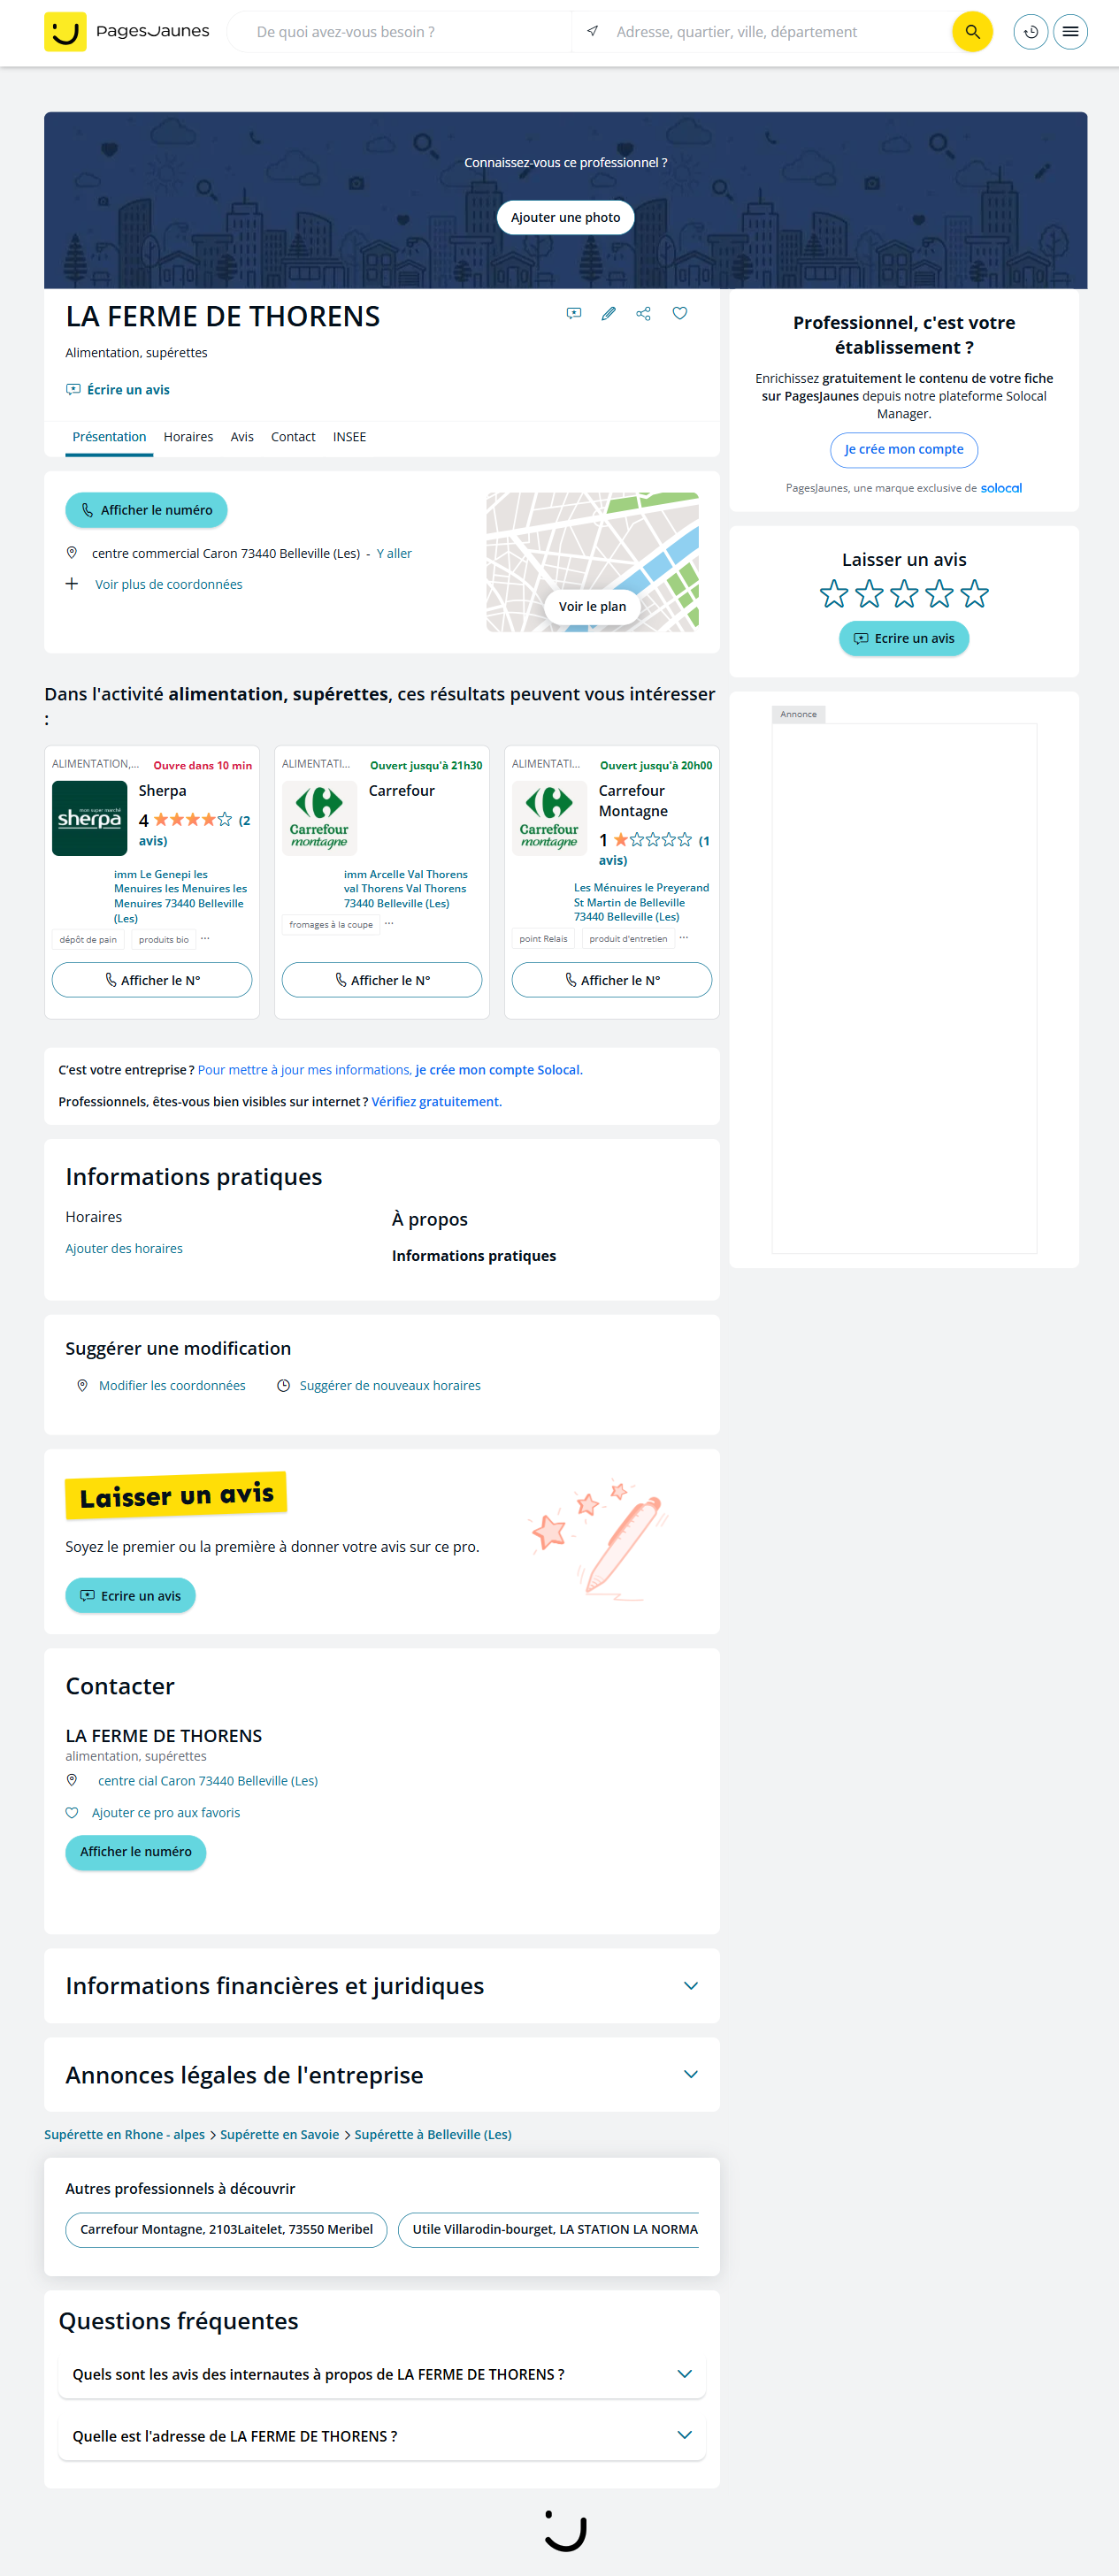 PagesJaunes
De quoi avez-vous besoin ?
Adresse, quartier, ville, département
Connaissez-vous ce professionnel ?
Ajouter une photo
LA FERME DE THORENS
Alimentation, supérettes
Écrire un avis
Présentation Horaires Avis Contact INSEE
Professionnel, c'est votre
établissement ?
Enrichissez gratuitement le contenu de votre fiche
sur PagesJaunes depuis notre plateforme Solocal
Manager.
Je crée mon compte
PagesJaunes, une marque exclusive de solocal
Afficher le numéro
centre commercial Caron 73440 Belleville (Les) - Y aller
Voir plus de coordonnées
Voir le plan
Laisser un avis
Ecrire un avis
Annonce
Dans l'activité alimentation, supérettes, ces résultats peuvent vous intéresser
:
ALIMENTATION,... Ouvre dans 10 min
mon super marché
sherpa
Sherpa
4 (2
avis)
imm Le Genepi les
Menuires les Menuires les
Menuires 73440 Belleville
(Les)
dépôt de pain produits bio ...
Afficher le N°
ALIMENTATI... Ouvert jusqu'à 21h30
Carrefour
montagne
Carrefour
imm Arcelle Val Thorens
val Thorens Val Thorens
73440 Belleville (Les)
fromages à la coupe ...
Afficher le N°
ALIMENTATI... Ouvert jusqu'à 20h00
Carrefour
montagne
Carrefour
Montagne
1 (1
avis)
Les Ménuires le Preyerand
St Martin de Belleville
73440 Belleville (Les)
point Relais produit d'entretien ...
Afficher le N°
C'est votre entreprise ? Pour mettre à jour mes informations, je crée mon compte Solocal.
Professionnels, êtes-vous bien visibles sur internet ? Vérifiez gratuitement.
Informations pratiques
Horaires
Ajouter des horaires
À propos
Informations pratiques
Suggérer une modification
Modifier les coordonnées
Suggérer de nouveaux horaires
Laisser un avis
Soyez le premier ou la première à donner votre avis sur ce pro.
Ecrire un avis
Contacter
LA FERME DE THORENS
alimentation, supérettes
centre cial Caron 73440 Belleville (Les)
Ajouter ce pro aux favoris
Afficher le numéro
Informations financières et juridiques
Annonces légales de l'entreprise
Supérette en Rhone - alpes > Supérette en Savoie > Supérette à Belleville (Les)
Autres professionnels à découvrir
Carrefour Montagne, 2103Laitelet, 73550 Meribel
Utile Villarodin-bourget, LA STATION LA NORMA
Questions fréquentes
Quels sont les avis des internautes à propos de LA FERME DE THORENS ?
Quelle est l'adresse de LA FERME DE THORENS ?